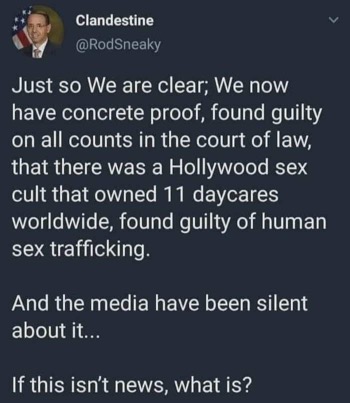 Clandestine
@RodSneaky
Just so We are clear; We now
have concrete proof, found guilty
on all counts in the court of law,
that there was a Hollywood sex
cult that owned 11 daycares
worldwide, found guilty of human
sex trafficking.
And the media have been silent
about it...
If this isn't news, what is?